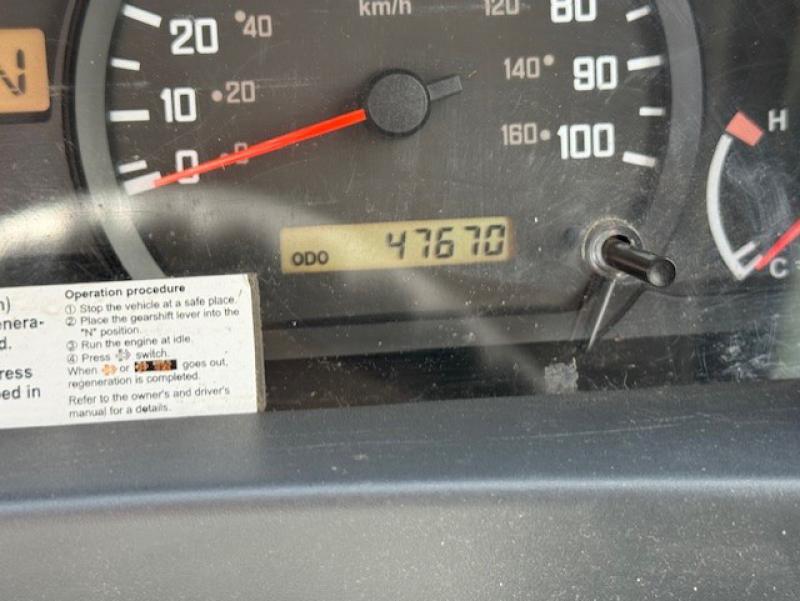 N
km/h
120
80
20
40
140
90
10
20
160
100
0
0
H
C
ODO 47670
Operation procedure
① Stop the vehicle at a safe place.
② Place the gearshift lever into the
"N" position.
③ Run the engine at idle.
④ Press switch.
When or goes out,
regeneration is completed.
Refer to the owner's and driver's
manual for a details.
n)
enera-
d.
ress
ped in